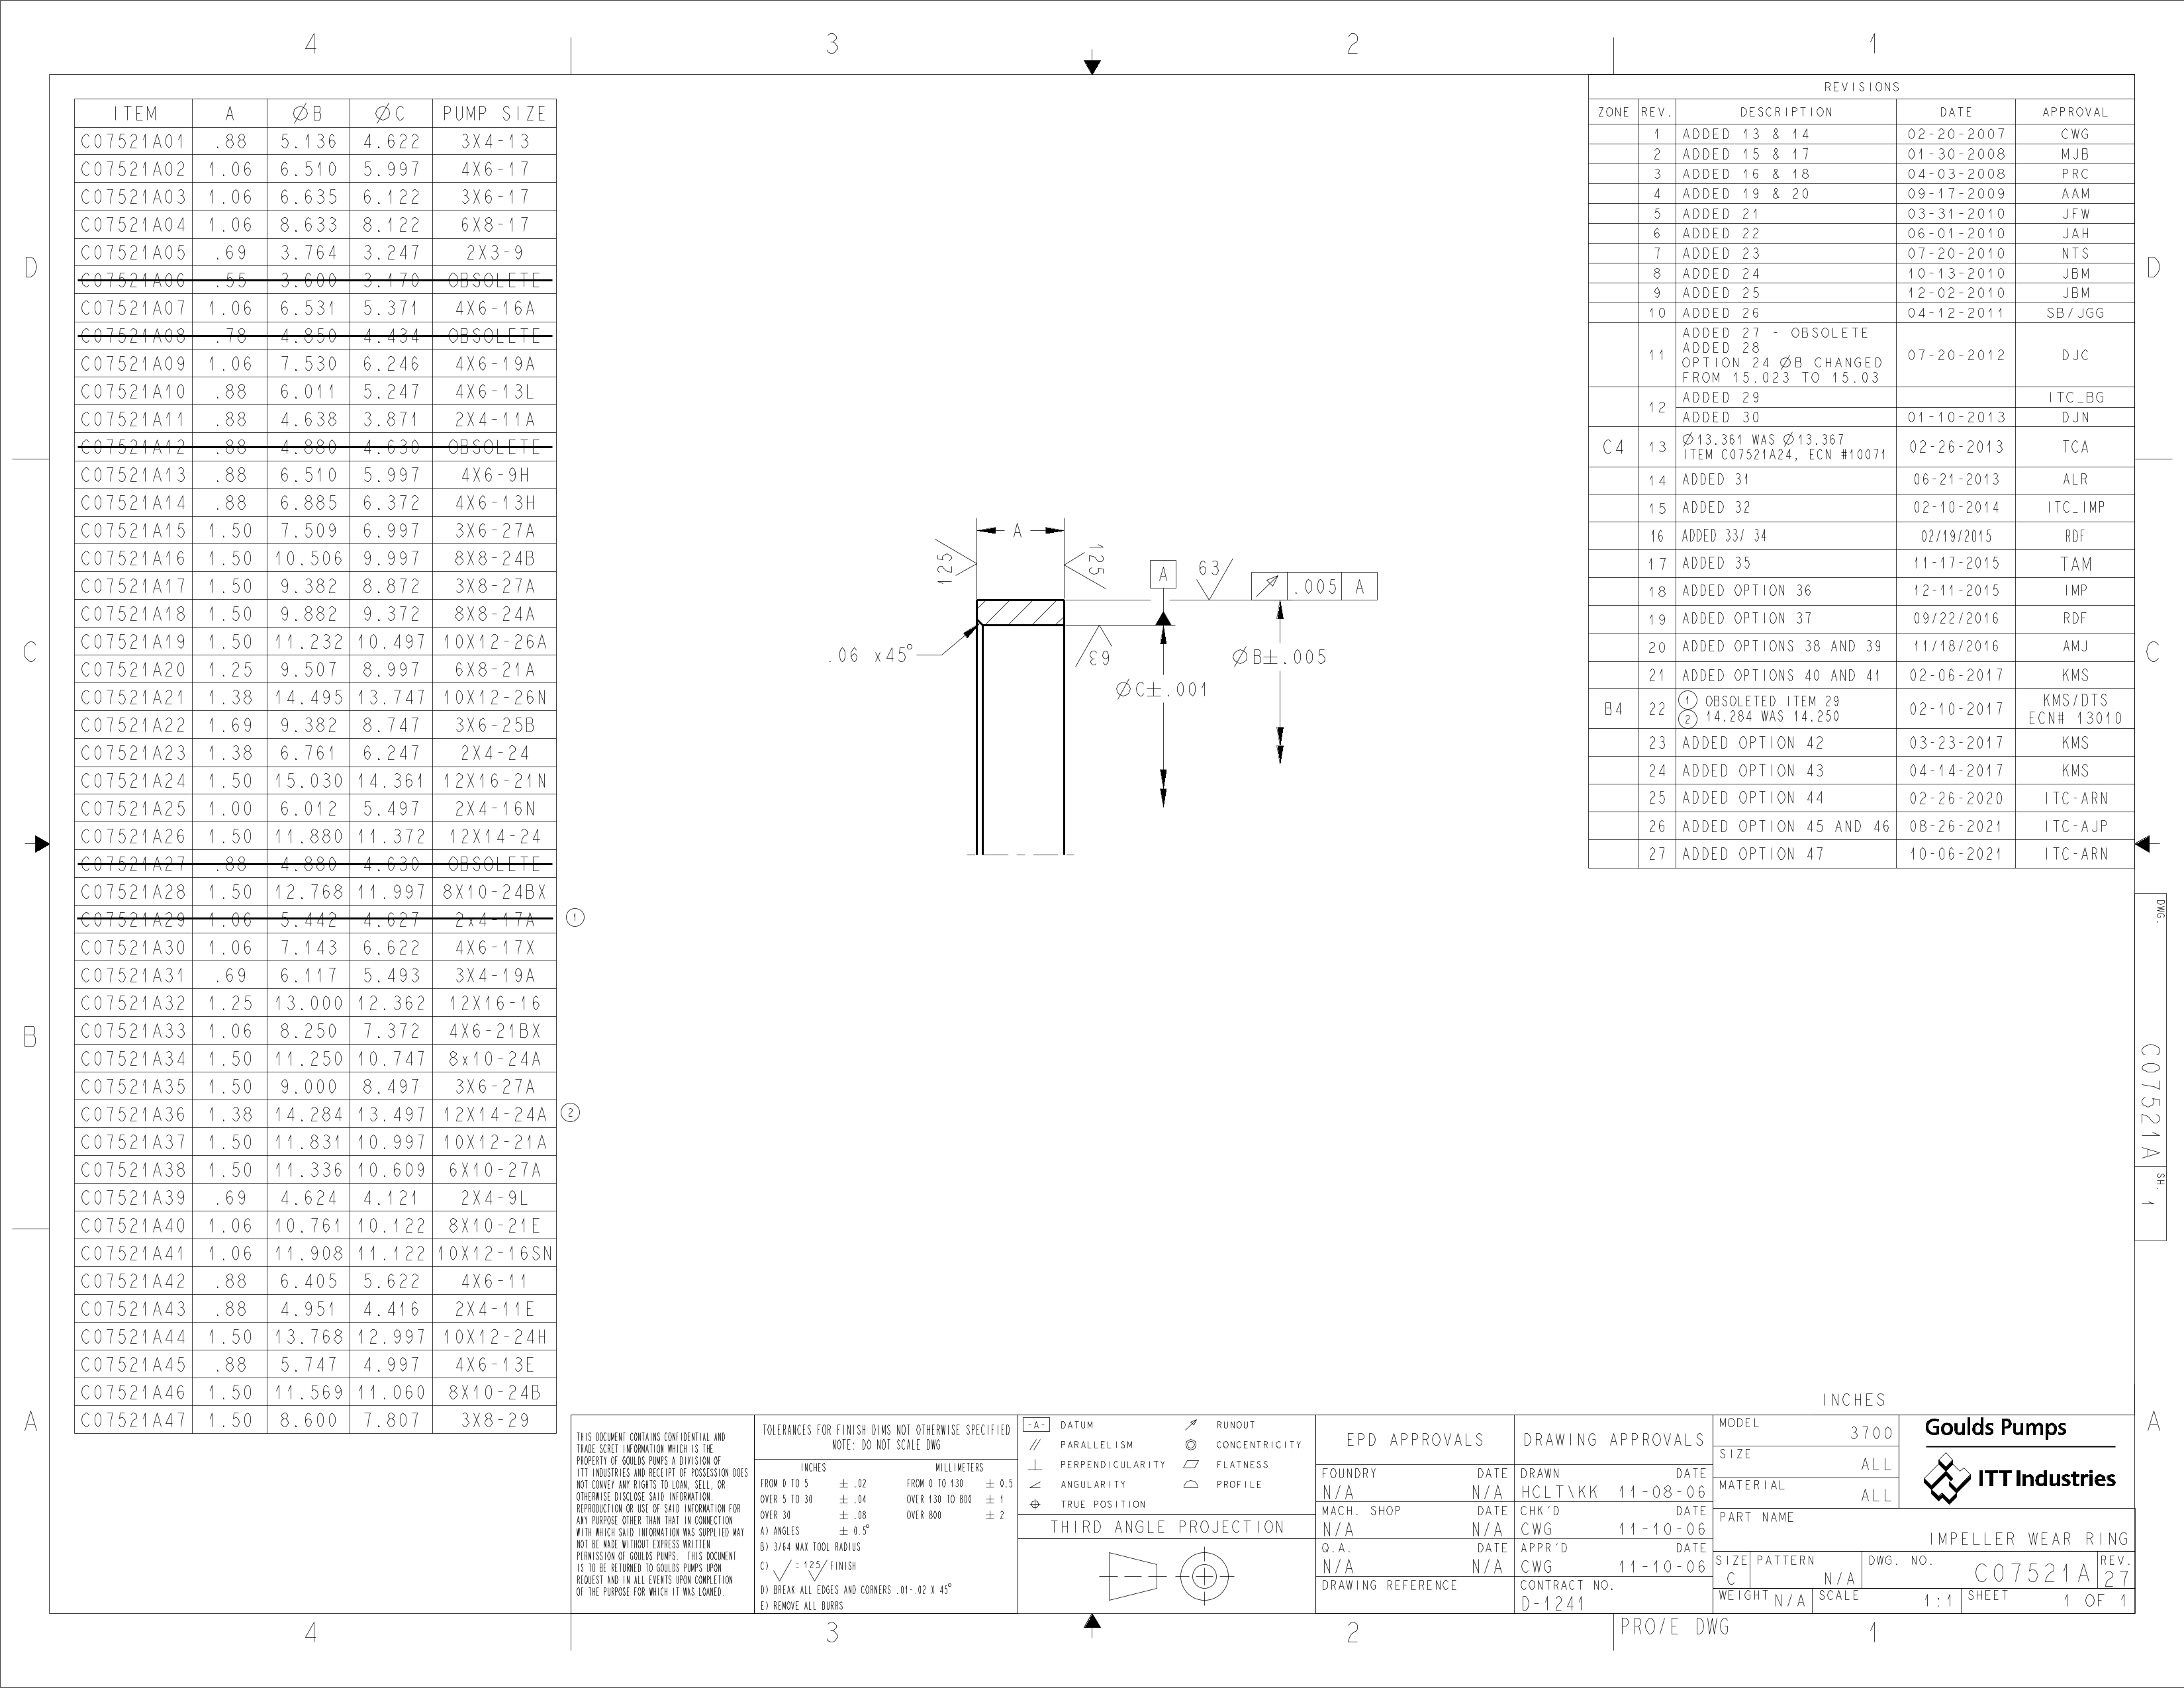 4 3 2 1
ITEM A ØB ØC PUMP SIZE
C07521A01 .88 5.136 4.622 3X4-13
C07521A02 1.06 6.510 5.997 4X6-17
C07521A03 1.06 6.635 6.122 3X6-17
C07521A04 1.06 8.633 8.122 6X8-17
C07521A05 .69 3.764 3.247 2X3-9
C07521A06 .55 3.600 3.170 OBSOLETE
C07521A07 1.06 6.531 5.371 4X6-16A
C07521A08 .78 4.850 4.434 OBSOLETE
C07521A09 1.06 7.530 6.246 4X6-19A
C07521A10 .88 6.011 5.247 4X6-13L
C07521A11 .88 4.638 3.871 2X4-11A
C07521A12 .88 4.880 4.630 OBSOLETE
C07521A13 .88 6.510 5.997 4X6-9H
C07521A14 .88 6.885 6.372 4X6-13H
C07521A15 1.50 7.509 6.997 3X6-27A
C07521A16 1.50 10.506 9.997 8X8-24B
C07521A17 1.50 9.382 8.872 3X8-27A
C07521A18 1.50 9.882 9.372 8X8-24A
C07521A19 1.50 11.232 10.497 10X12-26A
C07521A20 1.25 9.507 8.997 6X8-21A
C07521A21 1.38 14.495 13.747 10X12-26N
C07521A22 1.69 9.382 8.747 3X6-25B
C07521A23 1.38 6.761 6.247 2X4-24
C07521A24 1.50 15.030 14.361 12X16-21N
C07521A25 1.00 6.012 5.497 2X4-16N
C07521A26 1.50 11.880 11.372 12X14-24
C07521A27 .88 4.880 4.630 OBSOLETE
C07521A28 1.50 12.768 11.997 8X10-24BX
C07521A29 1.06 5.442 4.627 2x4-17A 1
C07521A30 1.06 7.143 6.622 4X6-17X
C07521A31 .69 6.117 5.493 3X4-19A
C07521A32 1.25 13.000 12.362 12X16-16
C07521A33 1.06 8.250 7.372 4X6-21BX
C07521A34 1.50 11.250 10.747 8x10-24A
C07521A35 1.50 9.000 8.497 3X6-27A
C07521A36 1.38 14.284 13.497 12X14-24A 2
C07521A37 1.50 11.831 10.997 10X12-21A
C07521A38 1.50 11.336 10.609 6X10-27A
C07521A39 .69 4.624 4.121 2X4-9L
C07521A40 1.06 10.761 10.122 8X10-21E
C07521A41 1.06 11.908 11.122 10X12-16SN
C07521A42 .88 6.405 5.622 4X6-11
C07521A43 .88 4.951 4.416 2X4-11E
C07521A44 1.50 13.768 12.997 10X12-24H
C07521A45 .88 5.747 4.997 4X6-13E
C07521A46 1.50 11.569 11.060 8X10-24B
C07521A47 1.50 8.600 7.807 3X8-29
D
C
B
A
A
125
125
A
63
.005 A
.06 x45°
63
ØB±.005
ØC±.001
REVISIONS
ZONE REV. DESCRIPTION DATE APPROVAL
1 ADDED 13 & 14 02-20-2007 CWG
2 ADDED 15 & 17 01-30-2008 MJB
3 ADDED 16 & 18 04-03-2008 PRC
4 ADDED 19 & 20 09-17-2009 AAM
5 ADDED 21 03-31-2010 JFW
6 ADDED 22 06-01-2010 JAH
7 ADDED 23 07-20-2010 NTS
8 ADDED 24 10-13-2010 JBM
9 ADDED 25 12-02-2010 JBM
10 ADDED 26 04-12-2011 SB/JGG
11 ADDED 27 - OBSOLETE
ADDED 28
OPTION 24 ØB CHANGED
FROM 15.023 TO 15.03 07-20-2012 DJC
12 ADDED 29 ITC_BG
ADDED 30 01-10-2013 DJN
C4 13 Ø13.361 WAS Ø13.367
ITEM C07521A24, ECN #10071 02-26-2013 TCA
14 ADDED 31 06-21-2013 ALR
15 ADDED 32 02-10-2014 ITC_IMP
16 ADDED 33/ 34 02/19/2015 RDF
17 ADDED 35 11-17-2015 TAM
18 ADDED OPTION 36 12-11-2015 IMP
19 ADDED OPTION 37 09/22/2016 RDF
20 ADDED OPTIONS 38 AND 39 11/18/2016 AMJ
21 ADDED OPTIONS 40 AND 41 02-06-2017 KMS
B4 22 1 OBSOLETED ITEM 29
2 14.284 WAS 14.250 02-10-2017 KMS/DTS
ECN# 13010
23 ADDED OPTION 42 03-23-2017 KMS
24 ADDED OPTION 43 04-14-2017 KMS
25 ADDED OPTION 44 02-26-2020 ITC-ARN
26 ADDED OPTION 45 AND 46 08-26-2021 ITC-AJP
27 ADDED OPTION 47 10-06-2021 ITC-ARN
D
C
DWG.
C07521A
SH.
1
A
INCHES
THIS DOCUMENT CONTAINS CONFIDENTIAL AND
TRADE SCRET INFORMATION WHICH IS THE
PROPERTY OF GOULDS PUMPS A DIVISION OF
ITT INDUSTRIES AND RECEIPT OF POSSESSION DOES
NOT CONVEY ANY RIGHTS TO LOAN, SELL, OR
OTHERWISE DISCLOSE SAID INFORMATION.
REPRODUCTION OR USE OF SAID INFORMATION FOR
ANY PURPOSE OTHER THAN THAT IN CONNECTION
WITH WHICH SAID INFORMATION WAS SUPPLIED MAY
NOT BE MADE WITHOUT EXPRESS WRITTEN
PERMISSION OF GOULDS PUMPS. THIS DOCUMENT
IS TO BE RETURNED TO GOULDS PUMPS UPON
REQUEST AND IN ALL EVENTS UPON COMPLETION
OF THE PURPOSE FOR WHICH IT WAS LOANED.
TOLERANCES FOR FINISH DIMS NOT OTHERWISE SPECIFIED
NOTE: DO NOT SCALE DWG
INCHES MILLIMETERS
FROM 0 TO 5 ± .02 FROM 0 TO 130 ± 0.5
OVER 5 TO 30 ± .04 OVER 130 TO 800 ± 1
OVER 30 ± .08 OVER 800 ± 2
A) ANGLES ± 0.5°
B) 3/64 MAX TOOL RADIUS
C) = 125 FINISH
D) BREAK ALL EDGES AND CORNERS .01-.02 X 45°
E) REMOVE ALL BURRS
-A- DATUM RUNOUT
PARALLELISM CONCENTRICITY
PERPENDICULARITY FLATNESS
ANGULARITY PROFILE
TRUE POSITION
THIRD ANGLE PROJECTION
EPD APPROVALS
FOUNDRY DATE
N/A N/A
MACH. SHOP DATE
N/A N/A
Q.A. DATE
N/A N/A
DRAWING REFERENCE
DRAWING APPROVALS
DRAWN DATE
HCLT\KK 11-08-06
CHK'D DATE
CWG 11-10-06
APPR'D DATE
CWG 11-10-06
CONTRACT NO.
D-1241
MODEL 3700
SIZE ALL
MATERIAL ALL
Goulds Pumps
ITT Industries
PART NAME
IMPELLER WEAR RING
SIZE C PATTERN N/A DWG. NO. C07521A REV. 27
WEIGHT N/A SCALE 1:1 SHEET 1 OF 1
4 3 2 1
PRO/E DWG